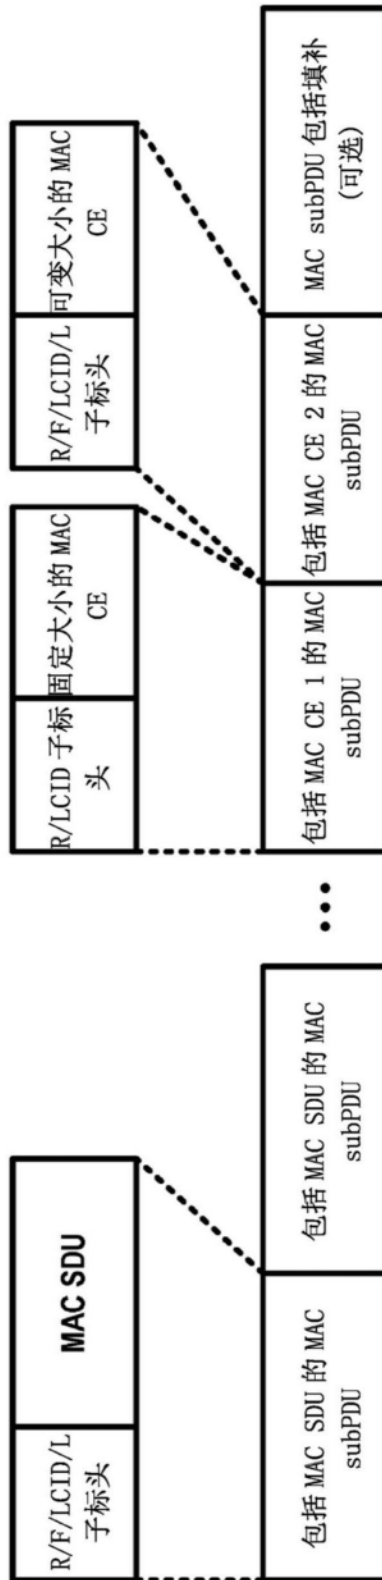 R/F/LCID/L
子标头
MAC SDU
R/LCID 子标
头
固定大小的 MAC
CE
R/F/LCID/L
子标头
可变大小的 MAC
CE
包括 MAC SDU 的 MAC
subPDU
包括 MAC SDU 的 MAC
subPDU
...
包括 MAC CE 1 的 MAC
subPDU
包括 MAC CE 2 的 MAC
subPDU
MAC subPDU 包括填补
(可选)